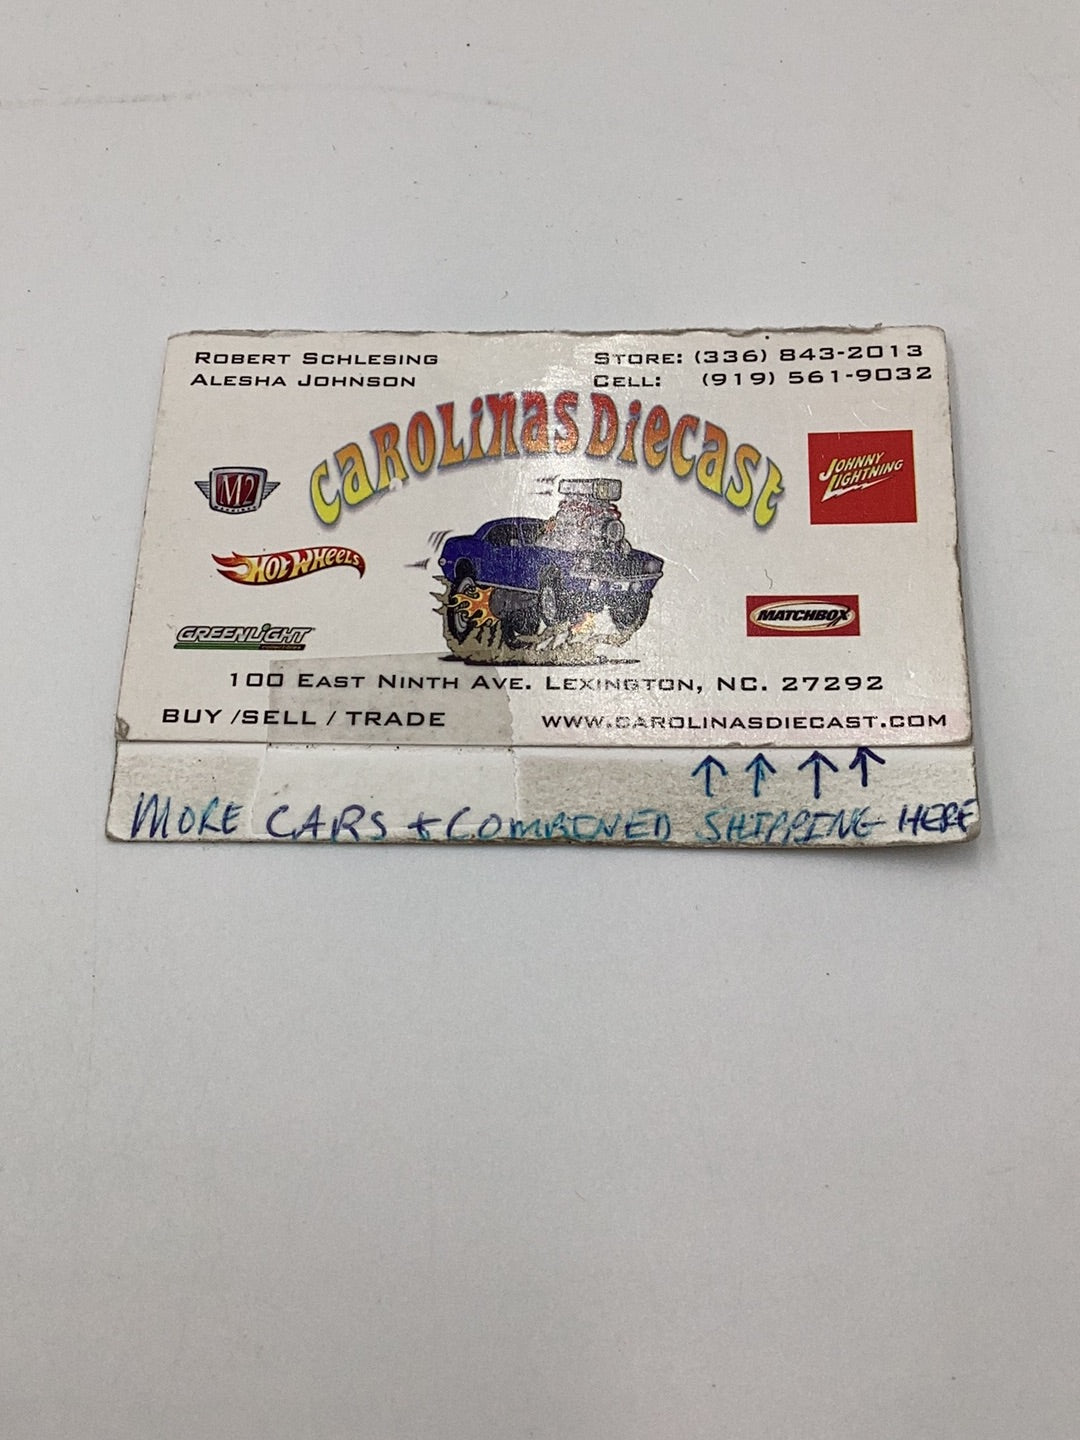 ROBERT SCHLESING
ALESHA JOHNSON
STORE: (336) 843-2013
CELL: (919) 561-9032
CAROLINAS DIECAST
M2
JOHNNY LIGHTNING
HOT WHEELS
MATCHBOX
GREENLIGHT
100 EAST NINTH AVE. LEXINGTON, NC. 27292
BUY /SELL / TRADE
WWW.CAROLINASDIECAST.COM
↑ ↑ ↑ ↑
MORE CARS + COMBINED SHIPPING HERE